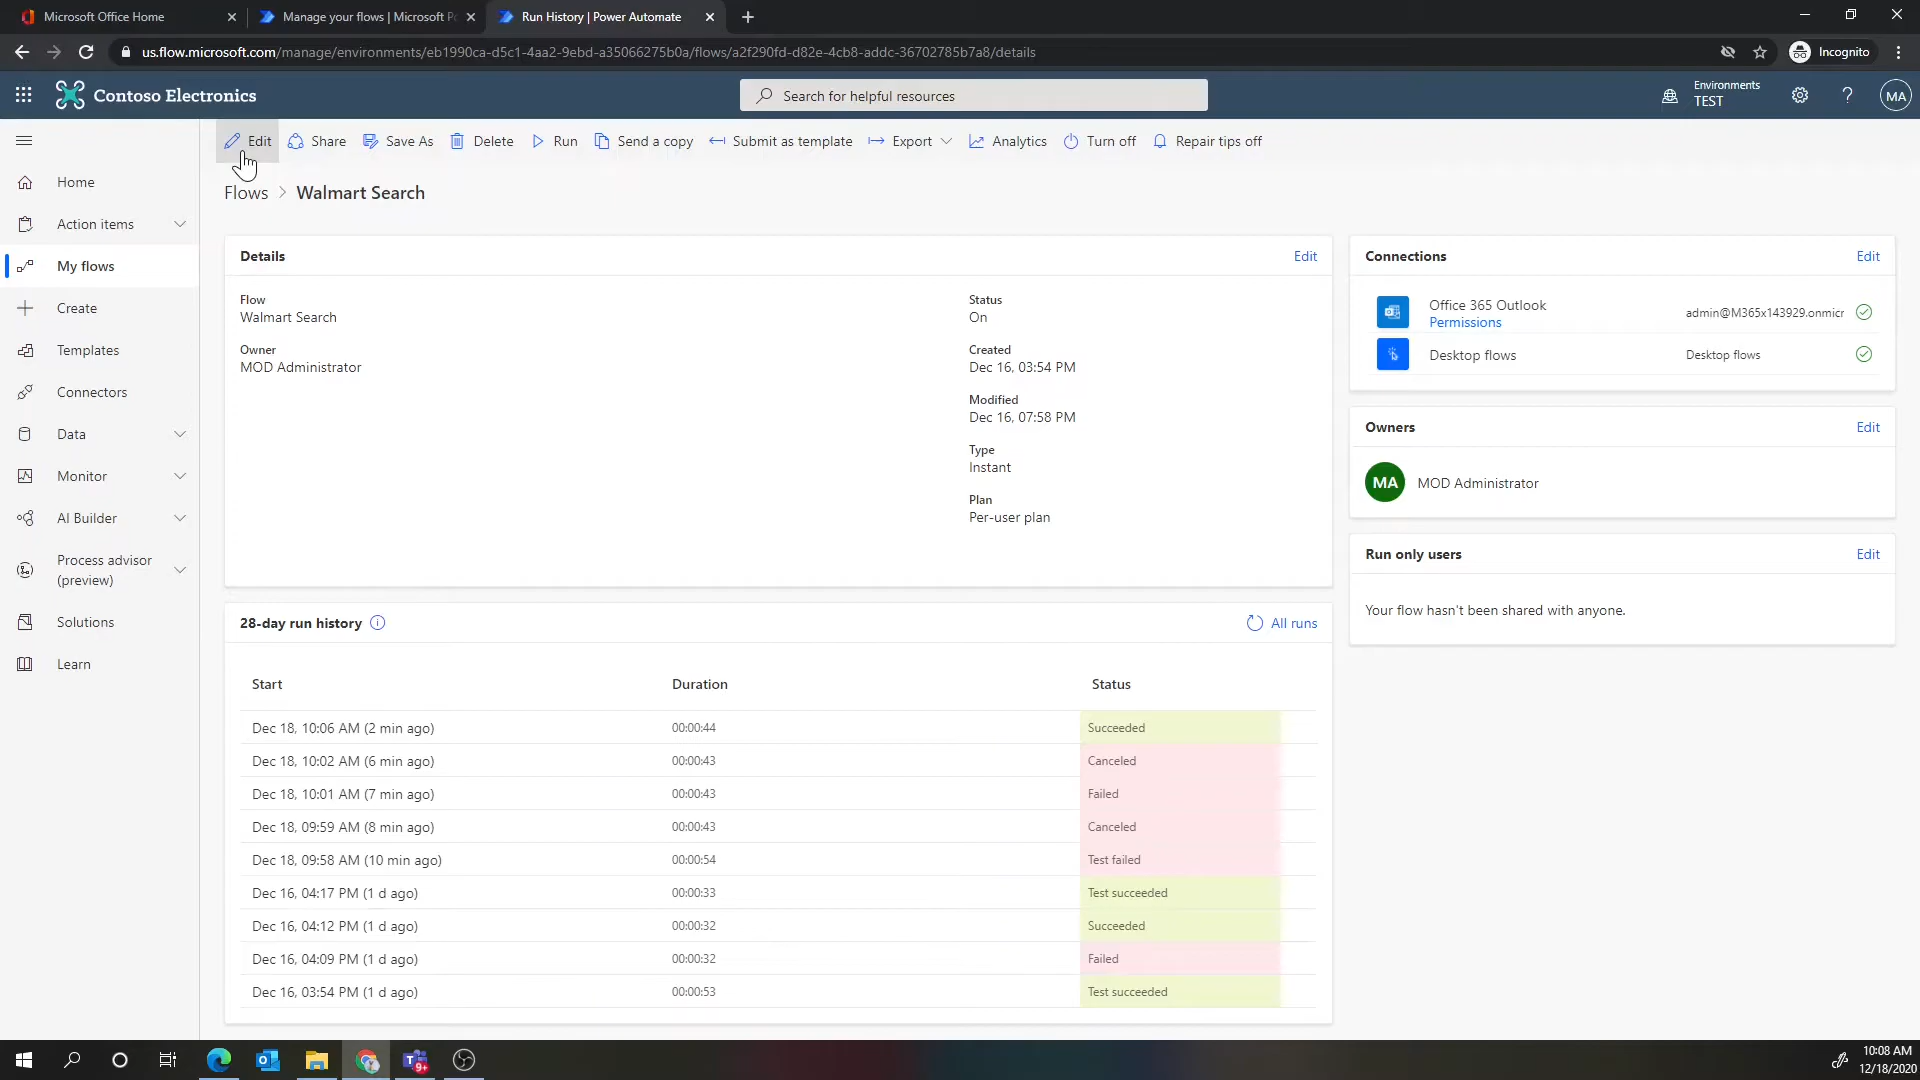 Microsoft Office Home
Manage your flows | Microsoft Po
Run History | Power Automate
us.flow.microsoft.com/manage/environments/eb1990ca-d5c1-4aa2-9ebd-a35066275b0a/flows/a2f290fd-d82e-4cb8-addc-36702785b7a8/details
Incognito
Contoso Electronics
Search for helpful resources
Environments
TEST
MA
Edit
Share
Save As
Delete
Run
Send a copy
Submit as template
Export
Analytics
Turn off
Repair tips off
Home
Action items
My flows
Create
Templates
Connectors
Data
Monitor
AI Builder
Process advisor
(preview)
Solutions
Learn
Flows > Walmart Search
Details
Edit
Flow
Walmart Search
Owner
MOD Administrator
Status
On
Created
Dec 16, 03:54 PM
Modified
Dec 16, 07:58 PM
Type
Instant
Plan
Per-user plan
28-day run history
All runs
Start Duration Status
Dec 18, 10:06 AM (2 min ago) 00:00:44 Succeeded
Dec 18, 10:02 AM (6 min ago) 00:00:43 Canceled
Dec 18, 10:01 AM (7 min ago) 00:00:43 Failed
Dec 18, 09:59 AM (8 min ago) 00:00:43 Canceled
Dec 18, 09:58 AM (10 min ago) 00:00:54 Test failed
Dec 16, 04:17 PM (1 d ago) 00:00:33 Test succeeded
Dec 16, 04:12 PM (1 d ago) 00:00:32 Succeeded
Dec 16, 04:09 PM (1 d ago) 00:00:32 Failed
Dec 16, 03:54 PM (1 d ago) 00:00:53 Test succeeded
Connections
Edit
Office 365 Outlook
Permissions
admin@M365x143929.onmicr
Desktop flows
Desktop flows
Owners
Edit
MA
MOD Administrator
Run only users
Edit
Your flow hasn't been shared with anyone.
9+
10:08 AM
12/18/2020